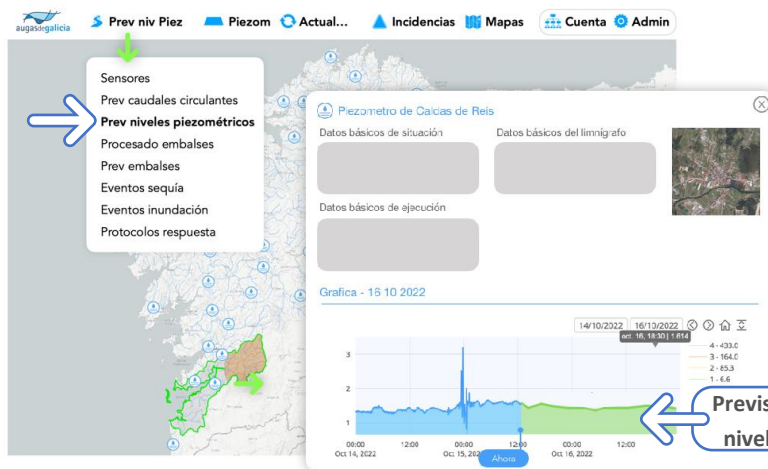 augasdegalicia
Prev niv Piez
Piezom
Actual...
Incidencias
Mapas
Cuenta
Admin
Sensores
Prev caudales circulantes
Prev niveles piezométricos
Procesado embalses
Prev embalses
Eventos sequía
Eventos inundación
Protocolos respuesta
Piezometro de Caldas de Reis
Datos básicos de situación
Datos básicos del limnígrafo
Datos básicos de ejecución
Grafica - 16 10 2022
14/10/2022 16/10/2022
oct. 16, 18:30 | 1.614
4 - 433.0
3 - 164.0
2 - 85.3
1 - 6.6
3
2
1
00:00 12:00 00:00 12:00 00:00 12:00
Oct 14, 2022 Oct 15, 202 Oct 16, 2022
Ahora
Previs
nivel